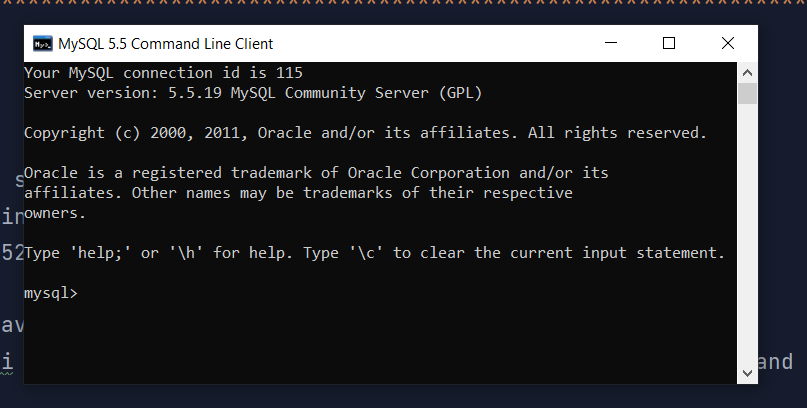 MySQL 5.5 Command Line Client
Your MySQL connection id is 115
Server version: 5.5.19 MySQL Community Server (GPL)
Copyright (c) 2000, 2011, Oracle and/or its affiliates. All rights reserved.
Oracle is a registered trademark of Oracle Corporation and/or its
affiliates. Other names may be trademarks of their respective
owners.
Type 'help;' or '\h' for help. Type '\c' to clear the current input statement.
mysql>
s
in
52
av
i and